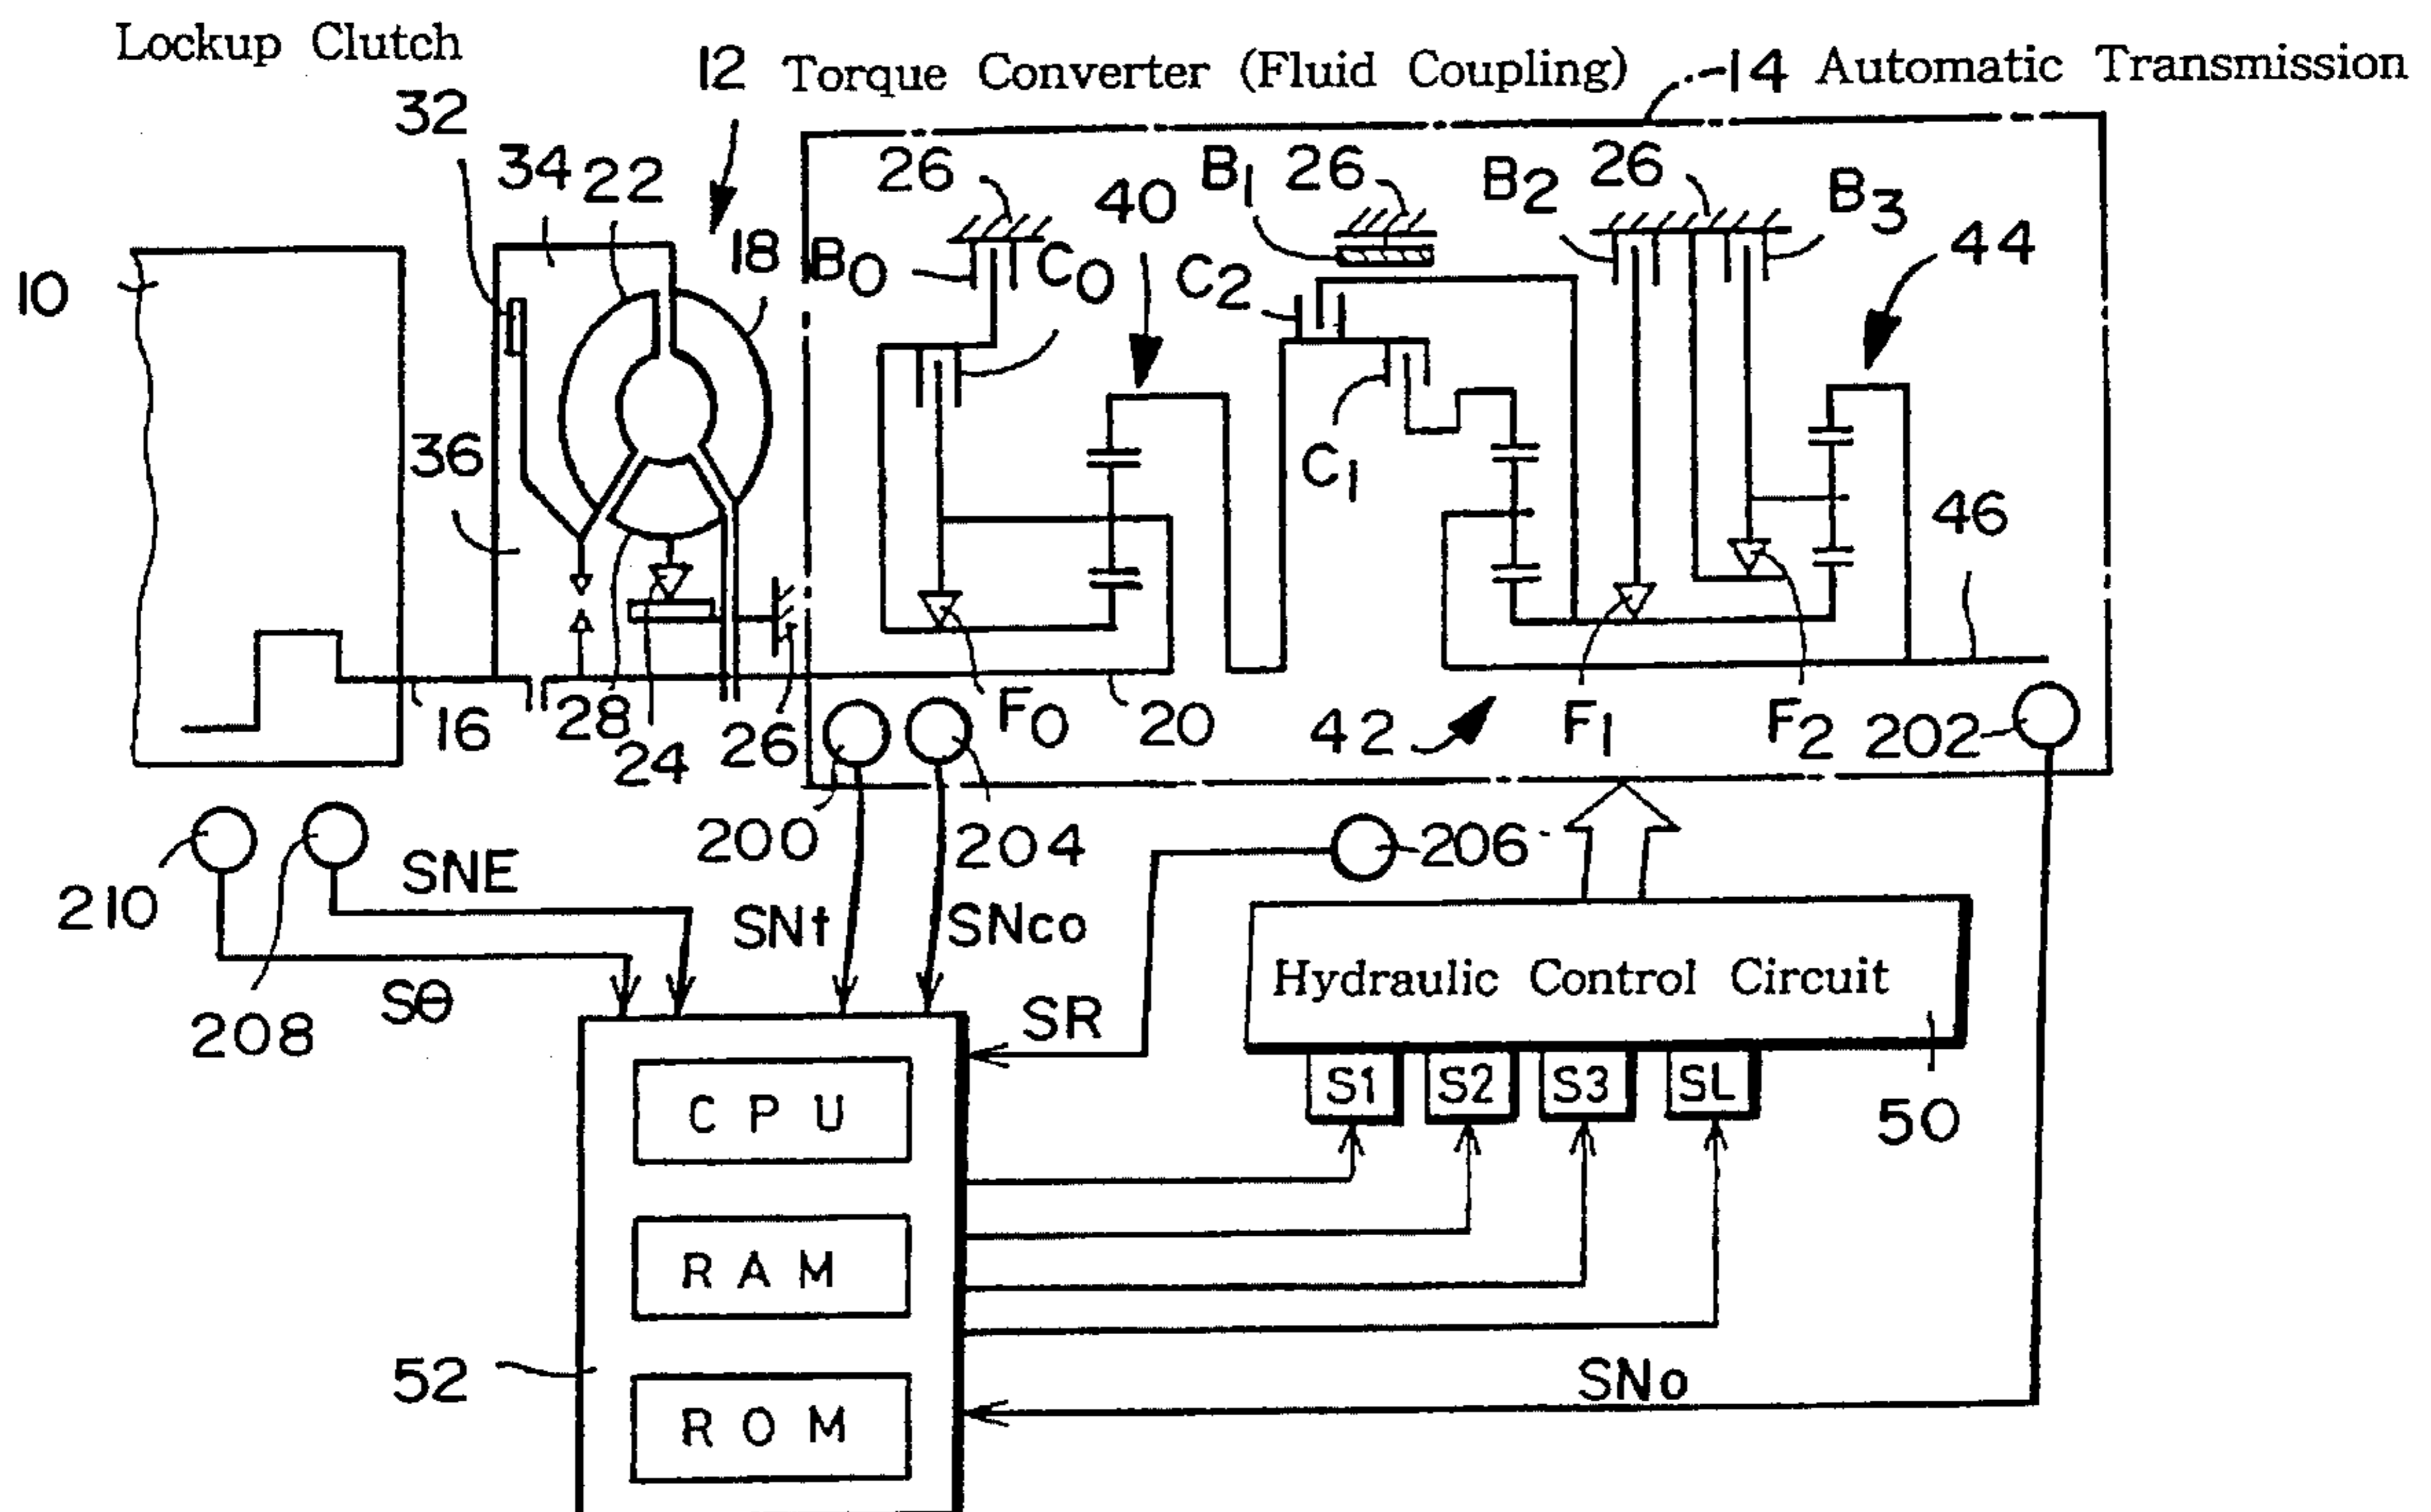 Lockup Clutch
12 Torque Converter (Fluid Coupling)
14 Automatic Transmission
32
34 22
26
B1 26
B2 26
B3
40
18
B0
C0
C2
44
10
36
C1
46
16
28
24
26
F0
20
42
F1
F2
202
200
204
206
210
SNE
SNt
SNco
Sθ
208
SR
Hydraulic Control Circuit
S1 S2 S3 SL
50
CPU
RAM
52
SNo
ROM